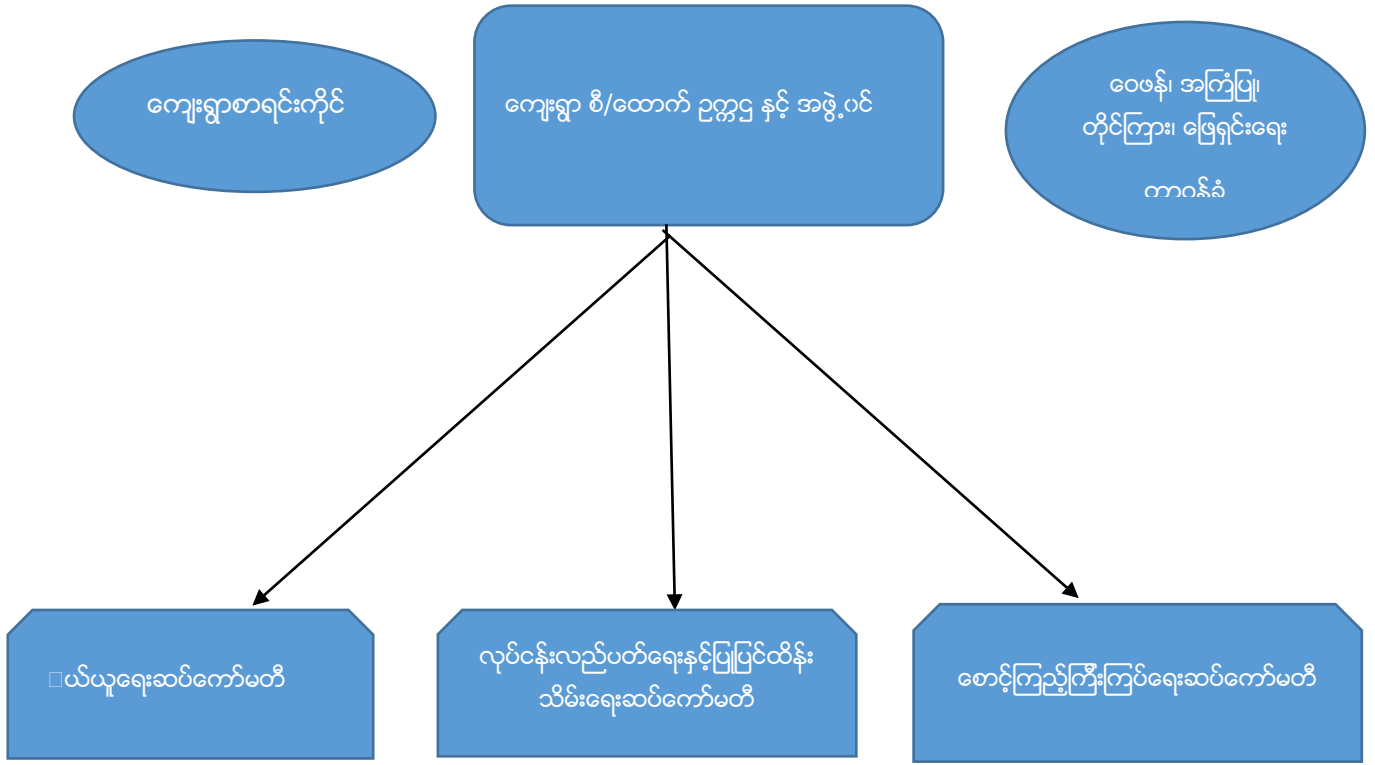 ကျေးရွာစာရင်းကိုင်
ကျေးရွာ စီ/ထောက် ဥက္ကဌ နှင့် အဖွဲ့ဝင်
ဝေဖန်၊ အကြံပြု၊
တိုင်ကြား၊ ဖြေရှင်းရေး
တာဝန်ခံ
ယ်ယူရေးဆပ်ကော်မတီ
လုပ်ငန်းလည်ပတ်ရေးနှင့်ပြုပြင်ထိန်း
သိမ်းရေးဆပ်ကော်မတီ
စောင့်ကြည့်ကြီးကြပ်ရေးဆပ်ကော်မတီ